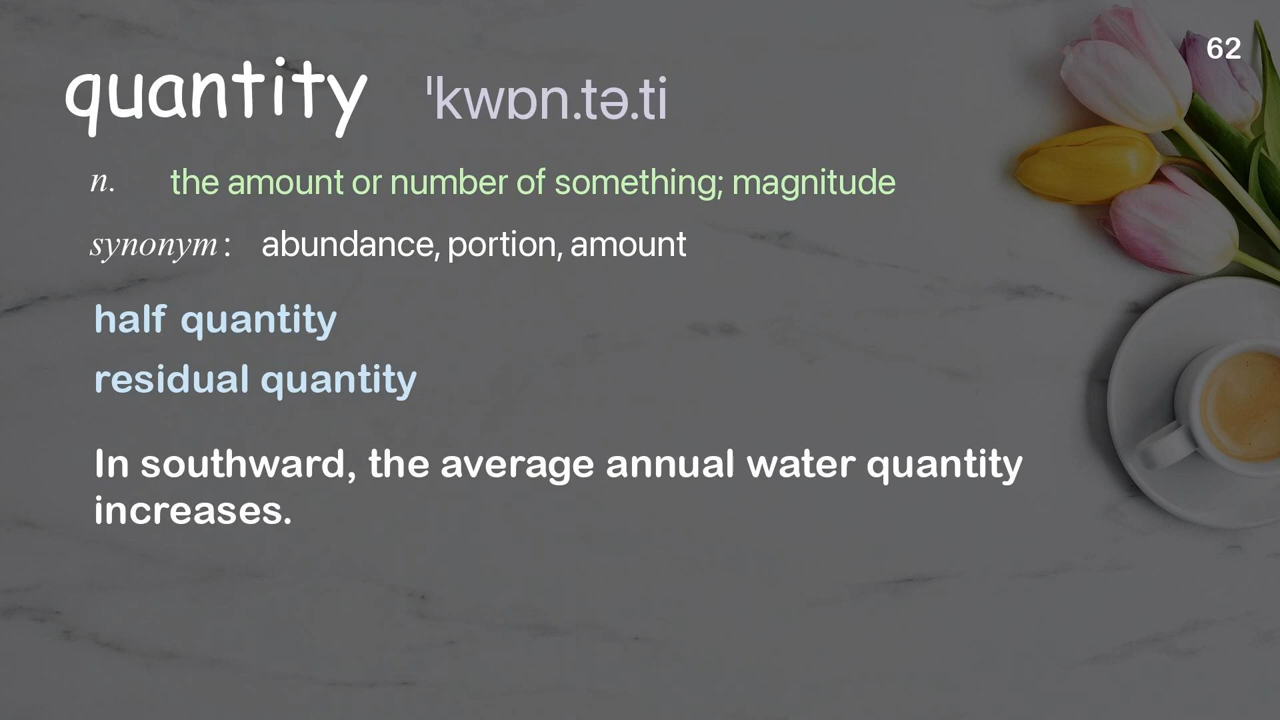 62
quantity ˈkwɒn.tə.ti
n. the amount or number of something; magnitude
synonym: abundance, portion, amount
half quantity
residual quantity
In southward, the average annual water quantity
increases.